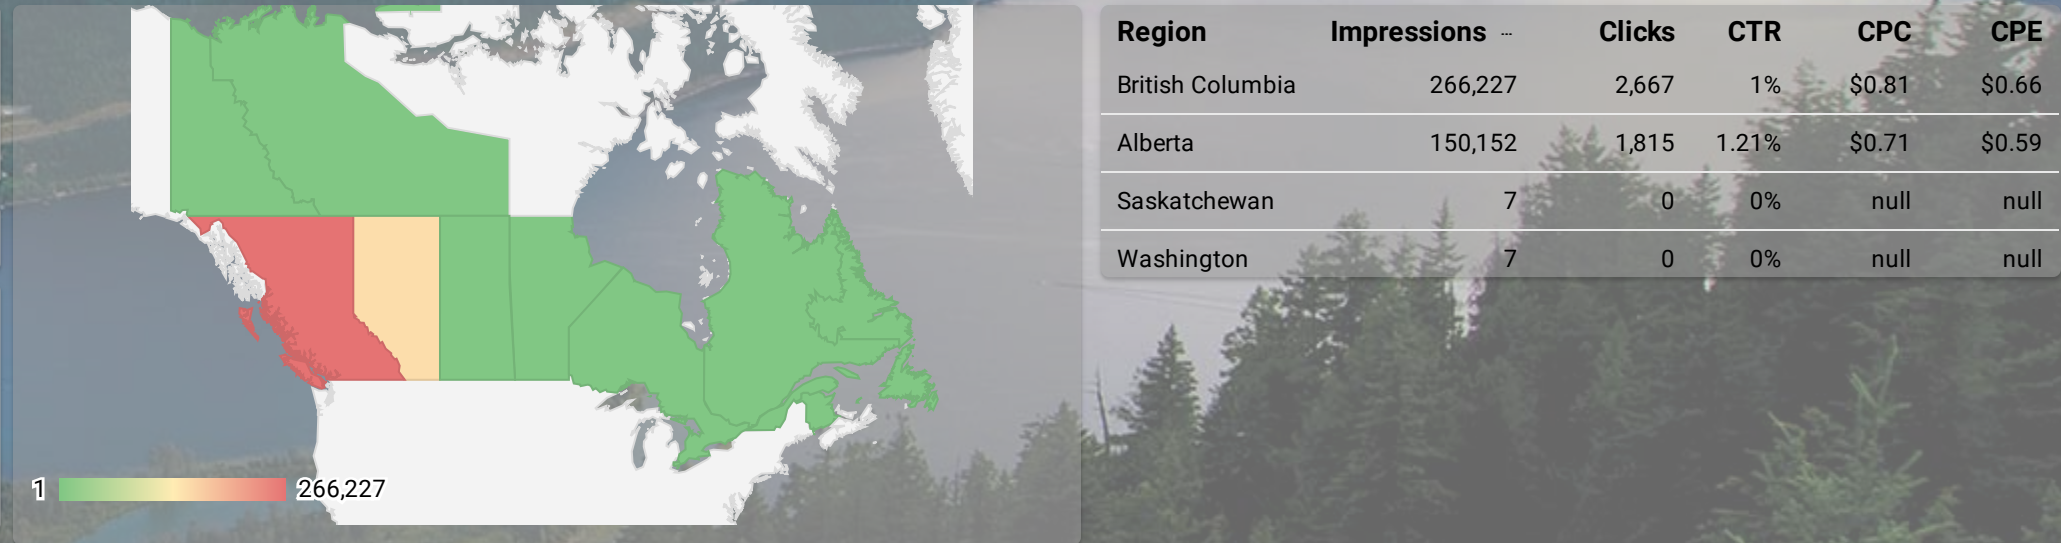 Region Impressions ... Clicks CTR CPC CPE
British Columbia 266,227 2,667 1% $0.81 $0.66
Alberta 150,152 1,815 1.21% $0.71 $0.59
Saskatchewan 7 0 0% null null
Washington 7 0 0% null null
1 266,227